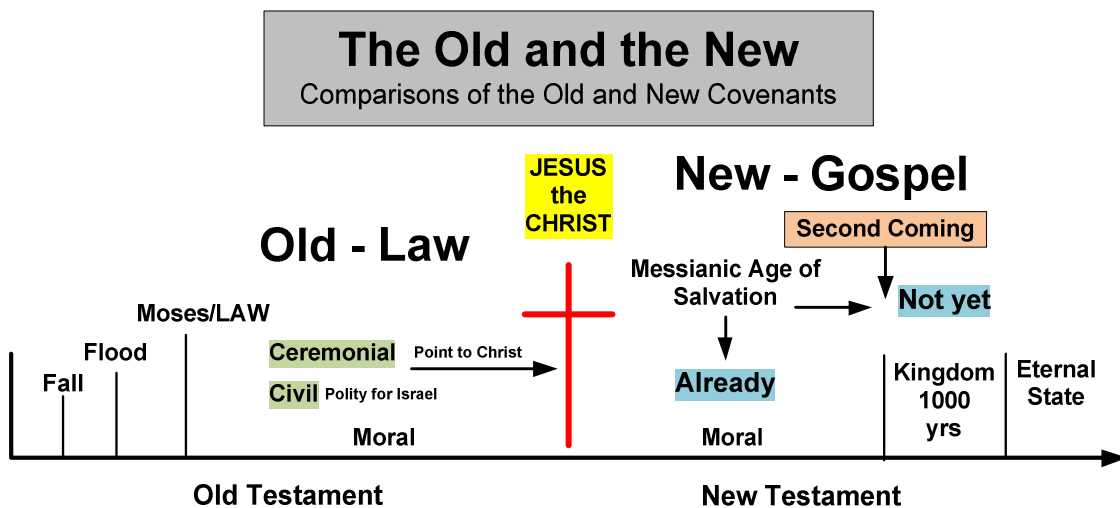 The Old and the New
Comparisons of the Old and New Covenants
JESUS
the
CHRIST
New - Gospel
Second Coming
Old - Law
Messianic Age of
Salvation
Not yet
Moses/LAW
Flood
Fall
Ceremonial
Point to Christ
Civil
Polity for Israel
Already
Kingdom
1000
yrs
Eternal
State
Moral
Moral
Old Testament
New Testament